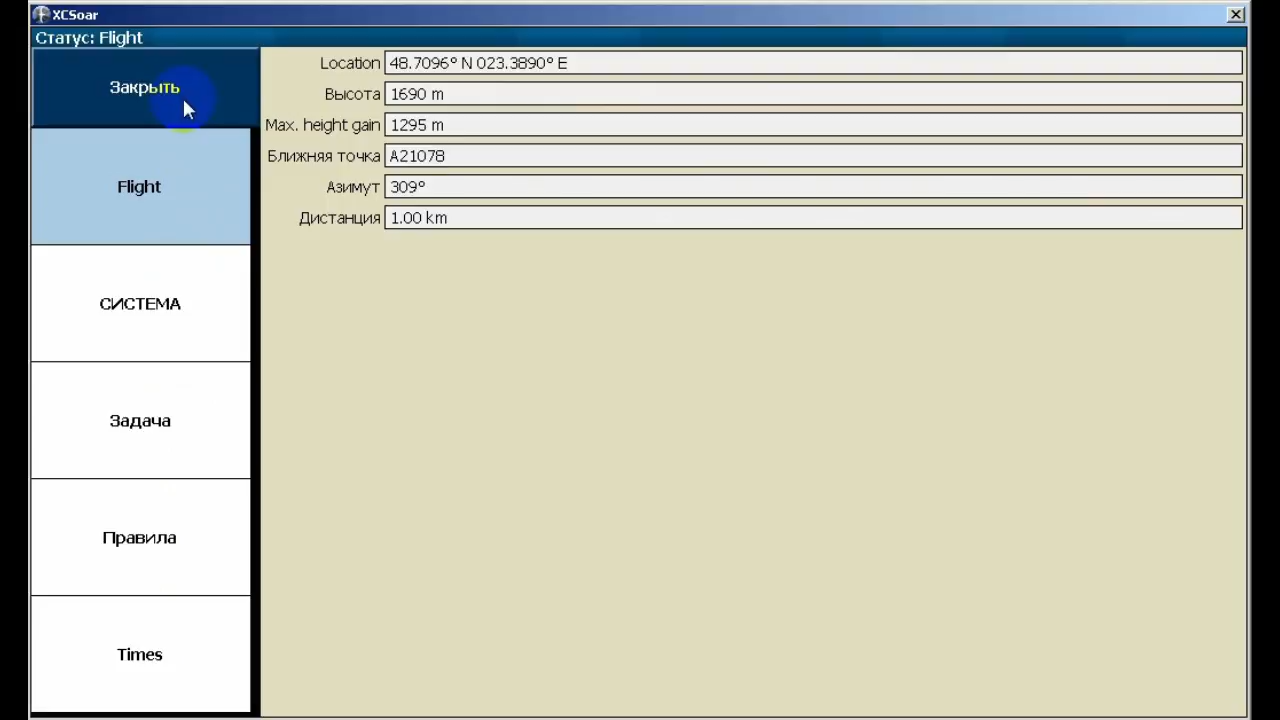 XCSoar
Статус: Flight
Закрыть
Flight
СИСТЕМА
Задача
Правила
Times
Location 48.7096° N 023.3890° E
Высота 1690 m
Max. height gain 1295 m
Ближняя точка A21078
Азимут 309°
Дистанция 1.00 km